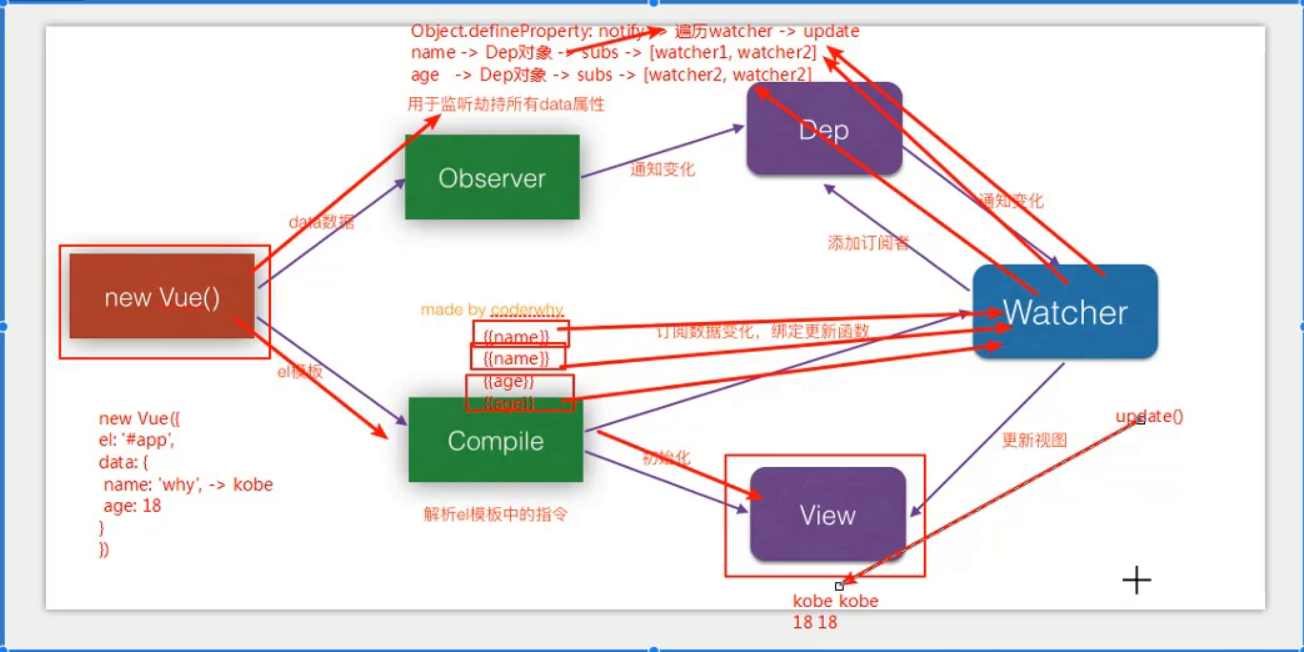 Object.defineProperty: notify -> 遍历watcher -> update
name -> Dep对象 -> subs -> [watcher1, watcher2]
age -> Dep对象 -> subs -> [watcher2, watcher2]
用于监听劫持所有data属性
Dep
Observer
通知变化
通知变化
data数据
添加订阅者
new Vue()
Watcher
made by coderwhy
{{name}}
订阅数据变化，绑定更新函数
{{name}}
el模板
{{age}}
{{age}}
new Vue({
el: '#app',
data: {
name: 'why', -> kobe
age: 18
}
})
Compile
update()
更新视图
初始化
解析el模板中的指令
View
kobe kobe
18 18